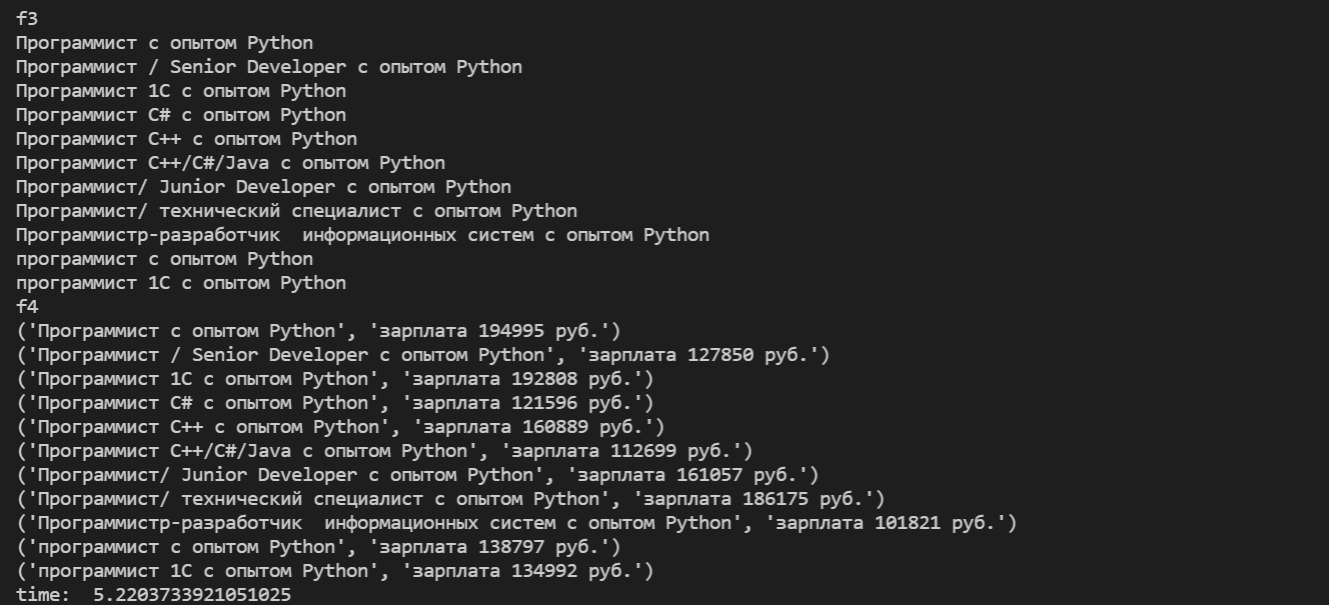 f3
Программист с опытом Python
Программист / Senior Developer с опытом Python
Программист 1C с опытом Python
Программист C# с опытом Python
Программист C++ с опытом Python
Программист C++/C#/Java с опытом Python
Программист/ Junior Developer с опытом Python
Программист/ технический специалист с опытом Python
Программистр-разработчик  информационных систем с опытом Python
программист с опытом Python
программист 1C с опытом Python
f4
('Программист с опытом Python', 'зарплата 194995 руб.')
('Программист / Senior Developer с опытом Python', 'зарплата 127850 руб.')
('Программист 1C с опытом Python', 'зарплата 192808 руб.')
('Программист C# с опытом Python', 'зарплата 121596 руб.')
('Программист C++ с опытом Python', 'зарплата 160889 руб.')
('Программист C++/C#/Java с опытом Python', 'зарплата 112699 руб.')
('Программист/ Junior Developer с опытом Python', 'зарплата 161057 руб.')
('Программист/ технический специалист с опытом Python', 'зарплата 186175 руб.')
('Программистр-разработчик  информационных систем с опытом Python', 'зарплата 101821 руб.')
('программист с опытом Python', 'зарплата 138797 руб.')
('программист 1C с опытом Python', 'зарплата 134992 руб.')
time:  5.2203733921051025